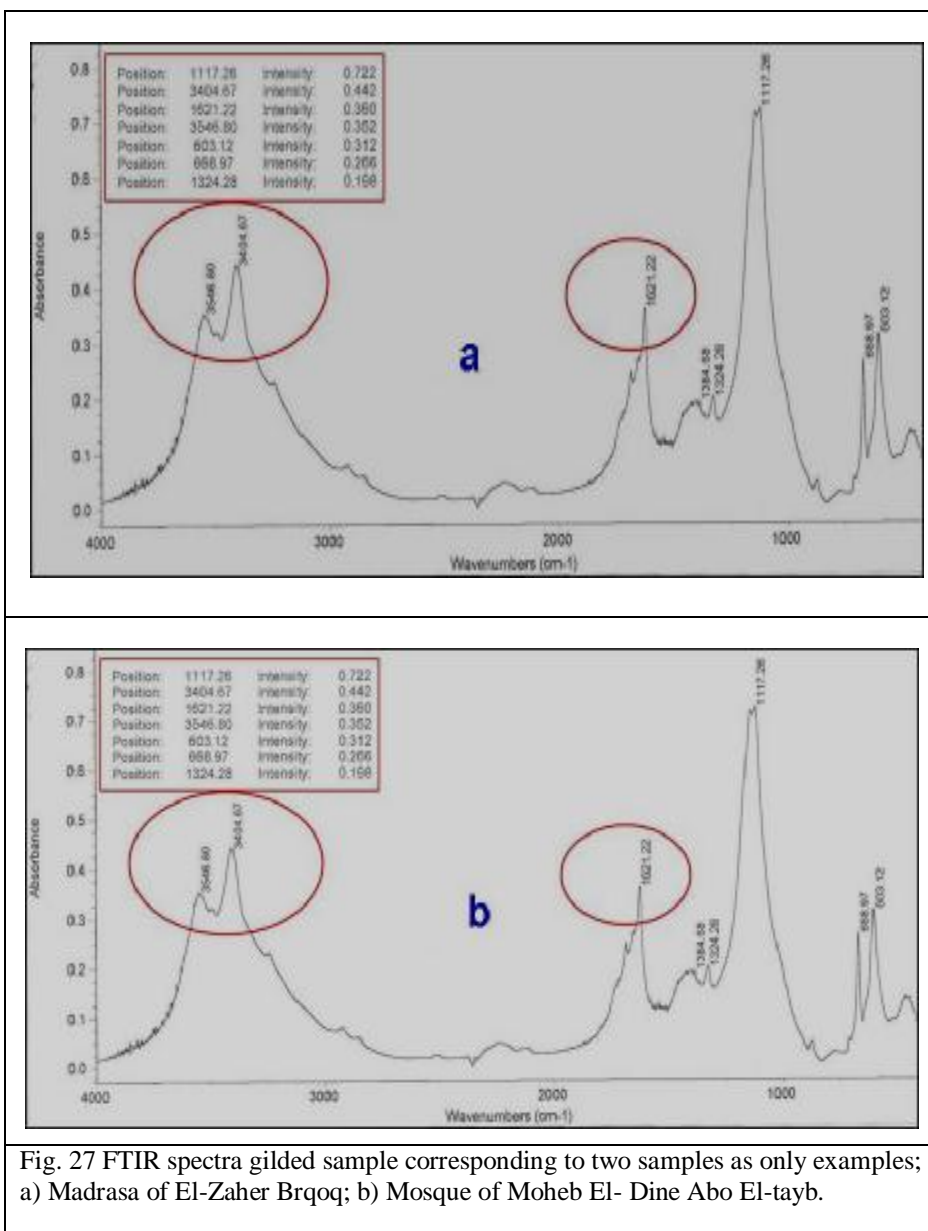 Position: 1117.26 Intensity: 0.722
Position: 3404.67 Intensity: 0.442
Position: 1621.22 Intensity: 0.360
Position: 3546.80 Intensity: 0.352
Position: 603.12 Intensity: 0.312
Position: 668.97 Intensity: 0.266
Position: 1324.28 Intensity: 0.198
0.8
0.7
0.6
0.5
0.4
0.3
0.2
0.1
0.0
Absorbance
3546.80
3404.67
1621.22
1384.58
1324.28
1117.26
668.97
603.12
a
4000 3000 2000 1000
Wavenumbers (cm-1)
Position: 1117.26 Intensity: 0.722
Position: 3404.67 Intensity: 0.442
Position: 1621.22 Intensity: 0.360
Position: 3546.80 Intensity: 0.352
Position: 603.12 Intensity: 0.312
Position: 668.97 Intensity: 0.266
Position: 1324.28 Intensity: 0.198
0.8
0.7
0.6
0.5
0.4
0.3
0.2
0.1
0.0
Absorbance
3546.80
3404.67
1621.22
1384.58
1324.28
1117.26
668.97
603.12
b
4000 3000 2000 1000
Wavenumbers (cm-1)
Fig. 27 FTIR spectra gilded sample corresponding to two samples as only examples;
a) Madrasa of El-Zaher Brqoq; b) Mosque of Moheb El- Dine Abo El-tayb.